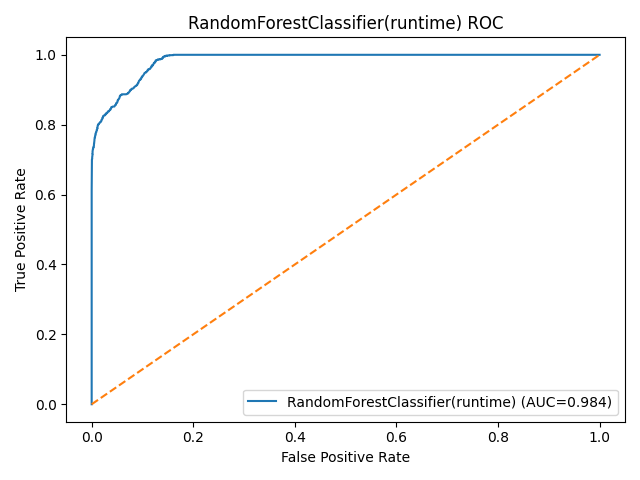 RandomForestClassifier(runtime) ROC
True Positive Rate
1.0
0.8
0.6
0.4
0.2
0.0
RandomForestClassifier(runtime) (AUC=0.984)
0.0 0.2 0.4 0.6 0.8 1.0
False Positive Rate